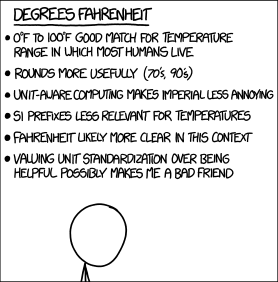 DEGREES FAHRENHEIT
• 0°F TO 100°F GOOD MATCH FOR TEMPERATURE
RANGE IN WHICH MOST HUMANS LIVE
• ROUNDS MORE USEFULLY (70's, 90's)
• UNIT-AWARE COMPUTING MAKES IMPERIAL LESS ANNOYING
• SI PREFIXES LESS RELEVANT FOR TEMPERATURES
• FAHRENHEIT LIKELY MORE CLEAR IN THIS CONTEXT
• VALUING UNIT STANDARDIZATION OVER BEING
HELPFUL POSSIBLY MAKES ME A BAD FRIEND